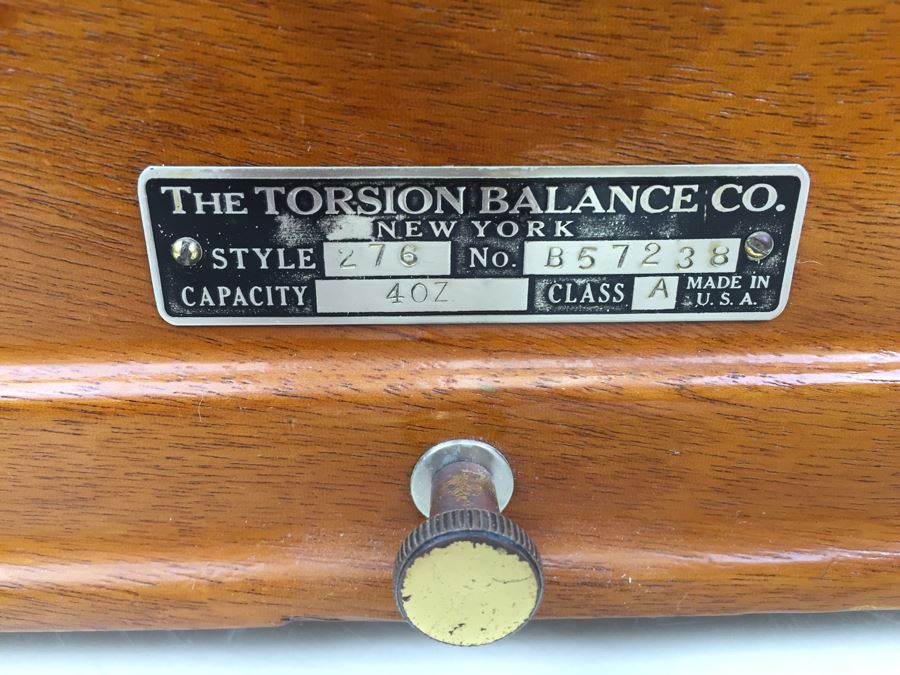 THE TORSION BALANCE CO.
NEW YORK
STYLE 276 No. B57238
CAPACITY 4OZ CLASS A MADE IN U.S.A.